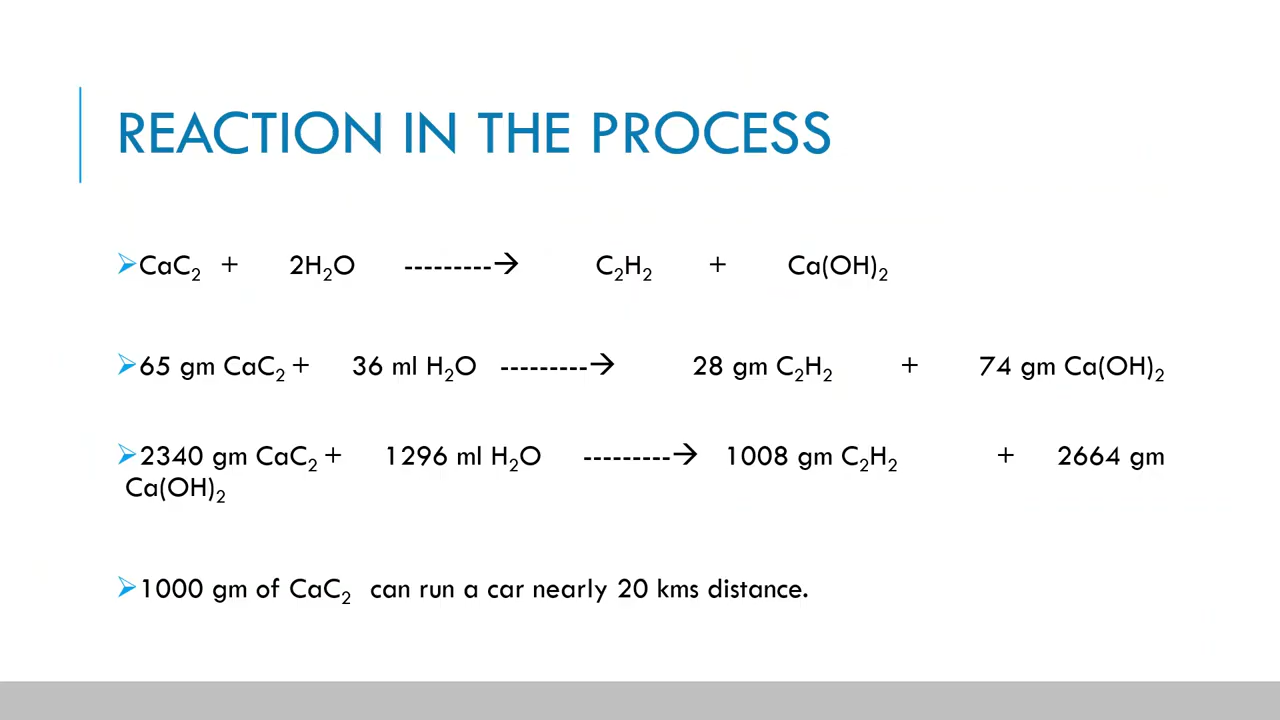 REACTION IN THE PROCESS
➢CaC₂ + 2H₂O ---------→ C₂H₂ + Ca(OH)₂
➢65 gm CaC₂ + 36 ml H₂O ---------→ 28 gm C₂H₂ + 74 gm Ca(OH)₂
➢2340 gm CaC₂ + 1296 ml H₂O ---------→ 1008 gm C₂H₂ + 2664 gm
Ca(OH)₂
➢1000 gm of CaC₂ can run a car nearly 20 kms distance.